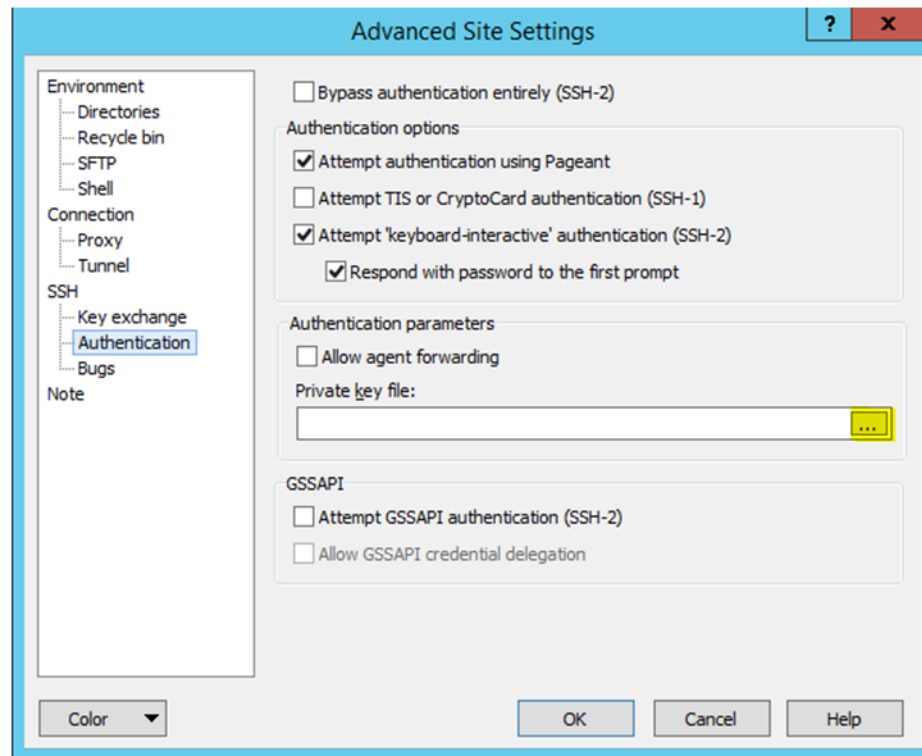 Advanced Site Settings
?
x
Environment
Directories
Recycle bin
SFTP
Shell
Connection
Proxy
Tunnel
SSH
Key exchange
Authentication
Bugs
Note
Bypass authentication entirely (SSH-2)
Authentication options
Attempt authentication using Pageant
Attempt TIS or CryptoCard authentication (SSH-1)
Attempt 'keyboard-interactive' authentication (SSH-2)
Respond with password to the first prompt
Authentication parameters
Allow agent forwarding
Private key file:
...
GSSAPI
Attempt GSSAPI authentication (SSH-2)
Allow GSSAPI credential delegation
Color
OK
Cancel
Help